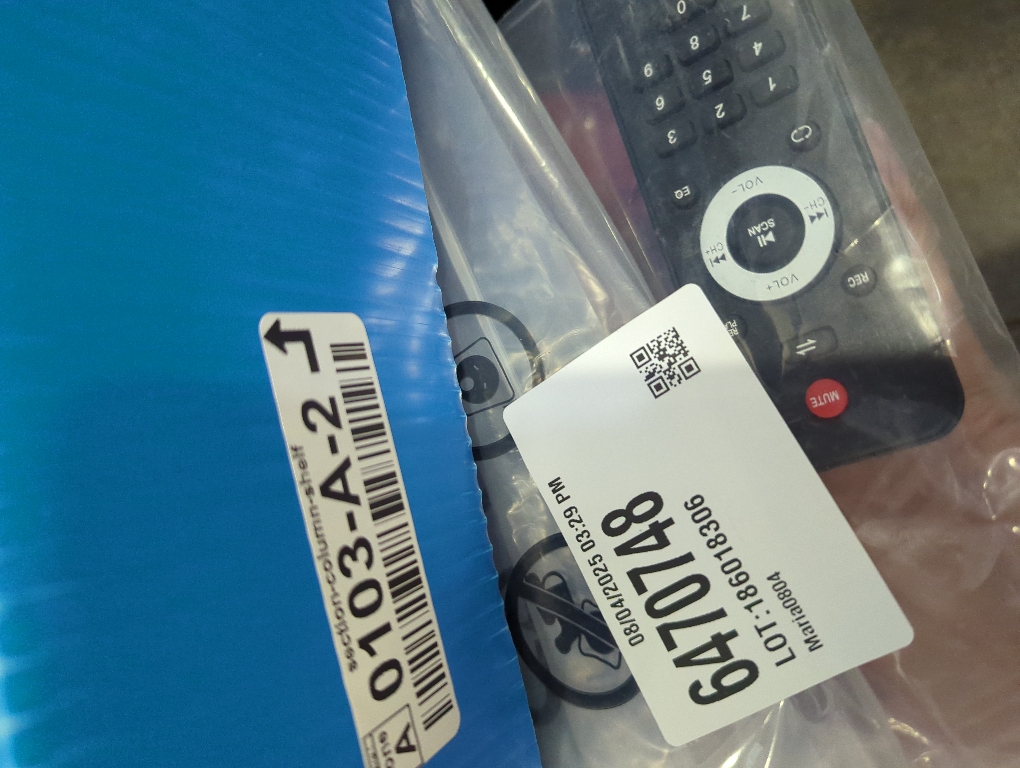 section-column-shelf
0103-A-2
A
08/04/2025 03:29 PM
6470748
LOT:186018306
Maria0804
MUTE
REC
VOL+
CH+
SCAN
CH-
VOL-
EQ
1
2
3
4
5
6
7
8
9
0